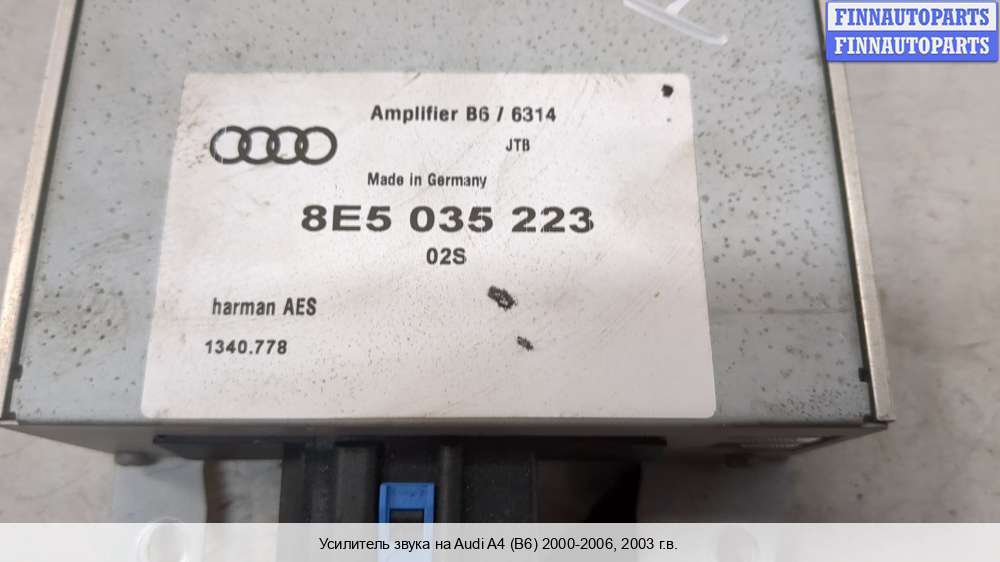 FINNAUTOPARTS
FINNAUTOPARTS
Amplifier B6 / 6314
JTB
Made in Germany
8E5 035 223
02S
harman AES
1340.778
Усилитель звука на Audi A4 (B6) 2000-2006, 2003 г.в.